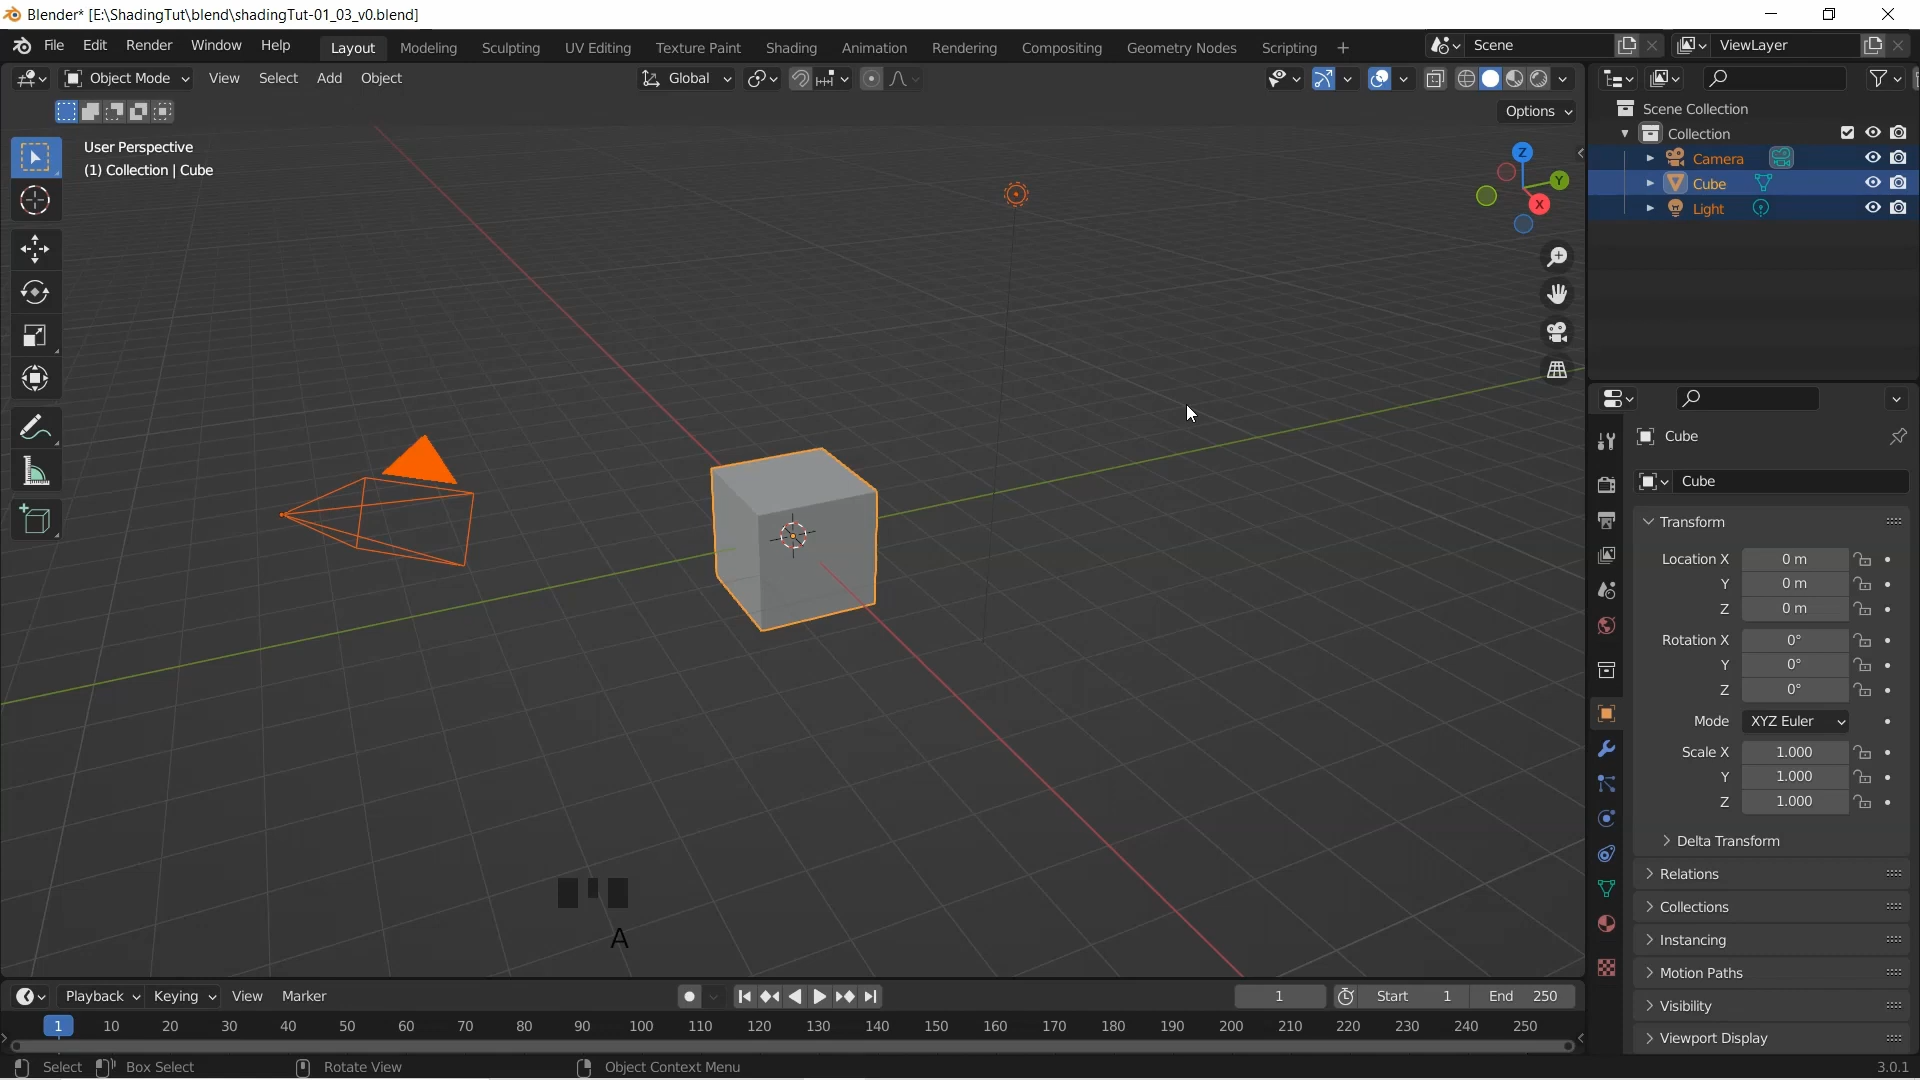 Blender* [E:\ShadingTut\blend\shadingTut-01_03_v0.blend]
File Edit Render Window Help Layout Modeling Sculpting UV Editing Texture Paint Shading Animation Rendering Compositing Geometry Nodes Scripting + Scene ViewLayer
Object Mode View Select Add Object Global
Options
User Perspective
(1) Collection | Cube
Z
Y
X
Scene Collection
Collection
Camera
Cube
Light
Cube
Cube
Transform
Location X 0 m
Y 0 m
Z 0 m
Rotation X 0°
Y 0°
Z 0°
Mode XYZ Euler
Scale X 1.000
Y 1.000
Z 1.000
Delta Transform
Relations
Collections
Instancing
Motion Paths
Visibility
Viewport Display
A
Playback Keying View Marker 1 Start 1 End 250
1 10 20 30 40 50 60 70 80 90 100 110 120 130 140 150 160 170 180 190 200 210 220 230 240 250
Select Box Select Rotate View Object Context Menu 3.0.1